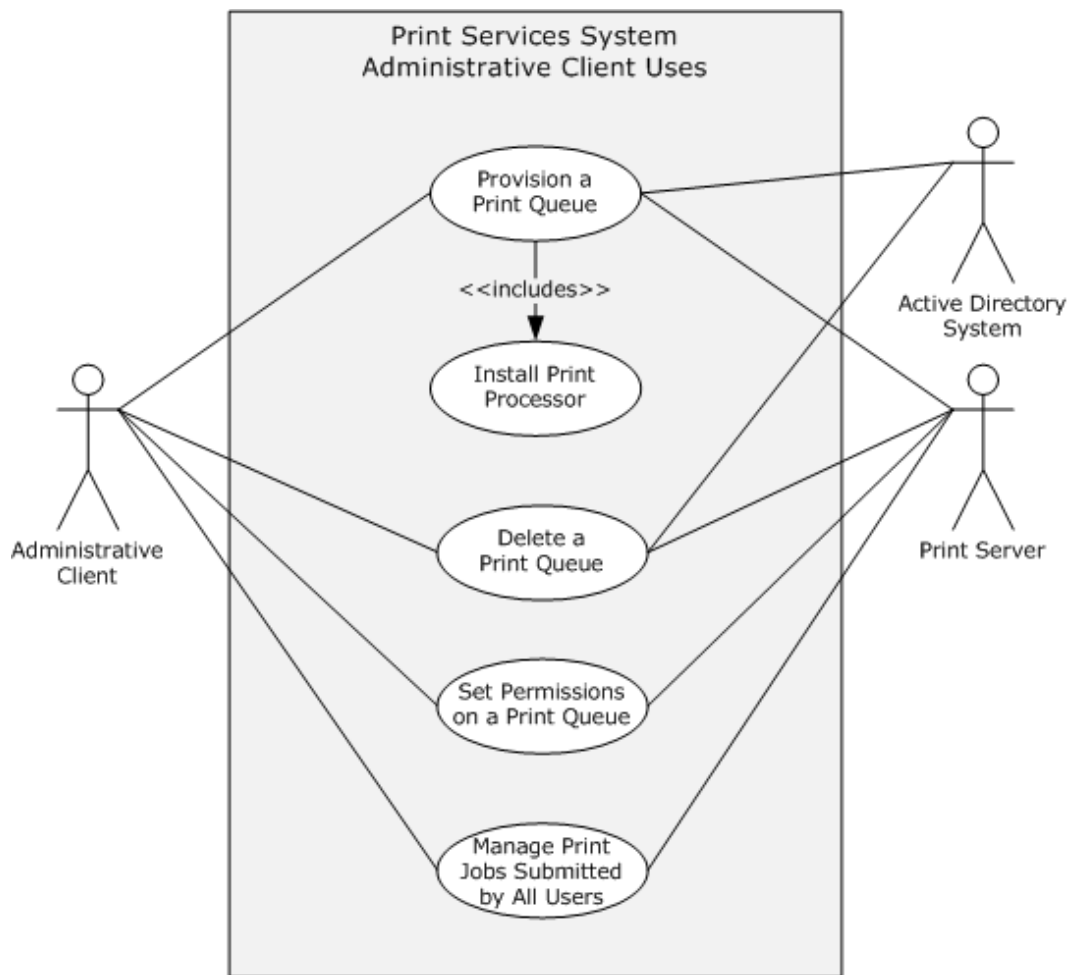 Print Services System
Administrative Client Uses
Provision a
Print Queue
<<includes>>
Active Directory
System
Install Print
Processor
Administrative
Client
Delete a
Print Queue
Print Server
Set Permissions
on a Print Queue
Manage Print
Jobs Submitted
by All Users